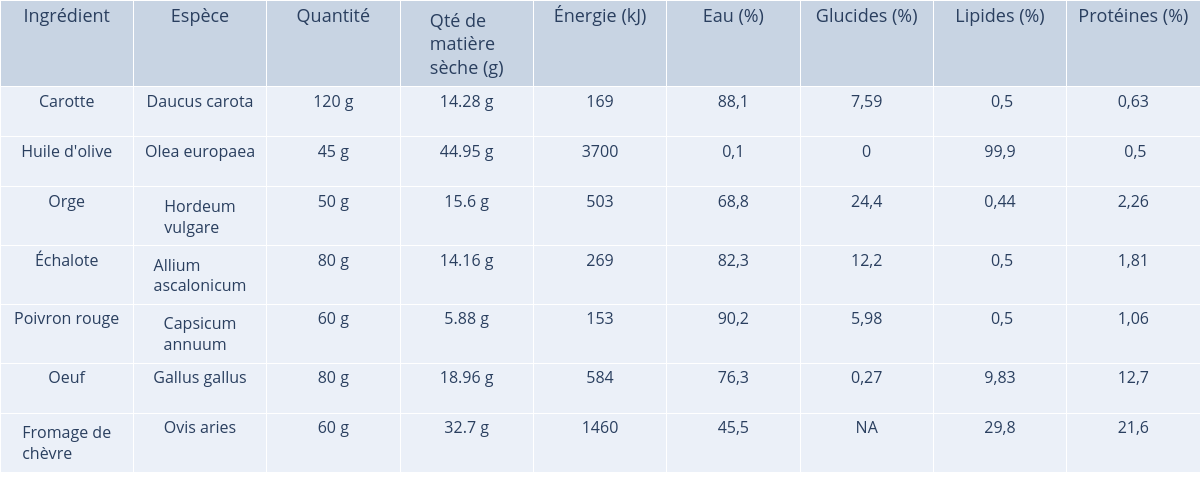 Ingrédient Espèce Quantité Qté de matière sèche (g) Énergie (kJ) Eau (%) Glucides (%) Lipides (%) Protéines (%)
Carotte Daucus carota 120 g 14.28 g 169 88,1 7,59 0,5 0,63
Huile d'olive Olea europaea 45 g 44.95 g 3700 0,1 0 99,9 0,5
Orge Hordeum vulgare 50 g 15.6 g 503 68,8 24,4 0,44 2,26
Échalote Allium ascalonicum 80 g 14.16 g 269 82,3 12,2 0,5 1,81
Poivron rouge Capsicum annuum 60 g 5.88 g 153 90,2 5,98 0,5 1,06
Oeuf Gallus gallus 80 g 18.96 g 584 76,3 0,27 9,83 12,7
Fromage de chèvre Ovis aries 60 g 32.7 g 1460 45,5 NA 29,8 21,6